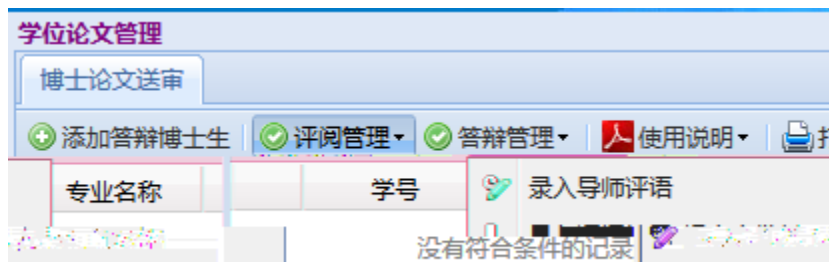 学位论文管理
博士论文送审
添加答辩博士生 评阅管理 答辩管理 使用说明
专业名称 学号 录入导师评语
没有符合条件的记录